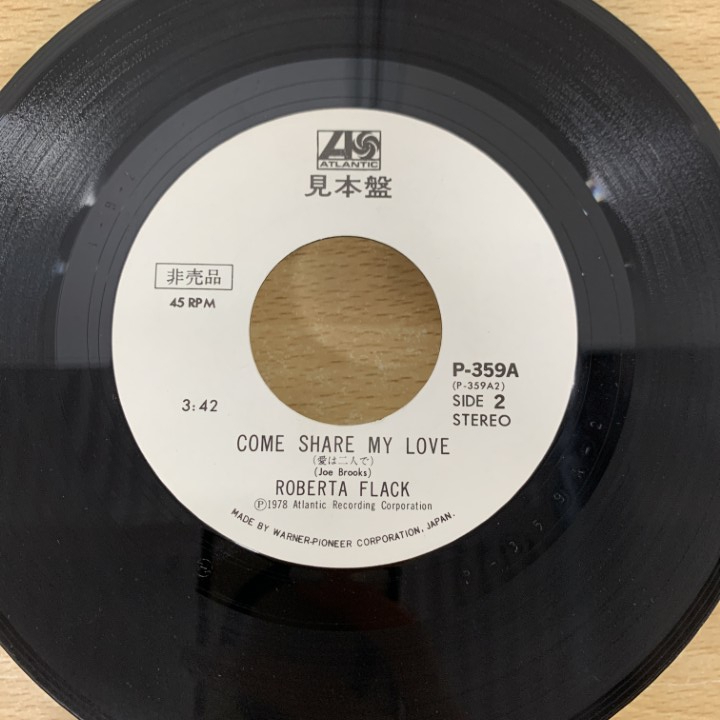 ATLANTIC
見本盤
非売品
45 RPM
P-359A
(P-359A2)
SIDE 2
STEREO
3:42
COME SHARE MY LOVE
(愛は二人で)
(Joe Brooks)
ROBERTA FLACK
Ⓟ1978 Atlantic Recording Corporation
MADE BY WARNER-PIONEER CORPORATION, JAPAN.